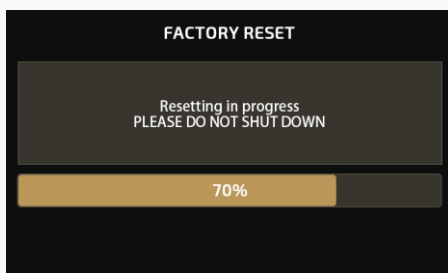 FACTORY RESET
Resetting in progress
PLEASE DO NOT SHUT DOWN
70%